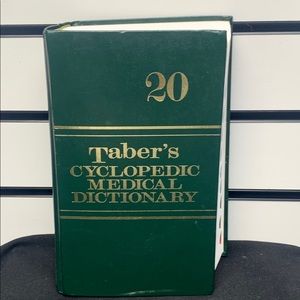 20
Taber's
CYCLOPEDIC
MEDICAL
DICTIONARY